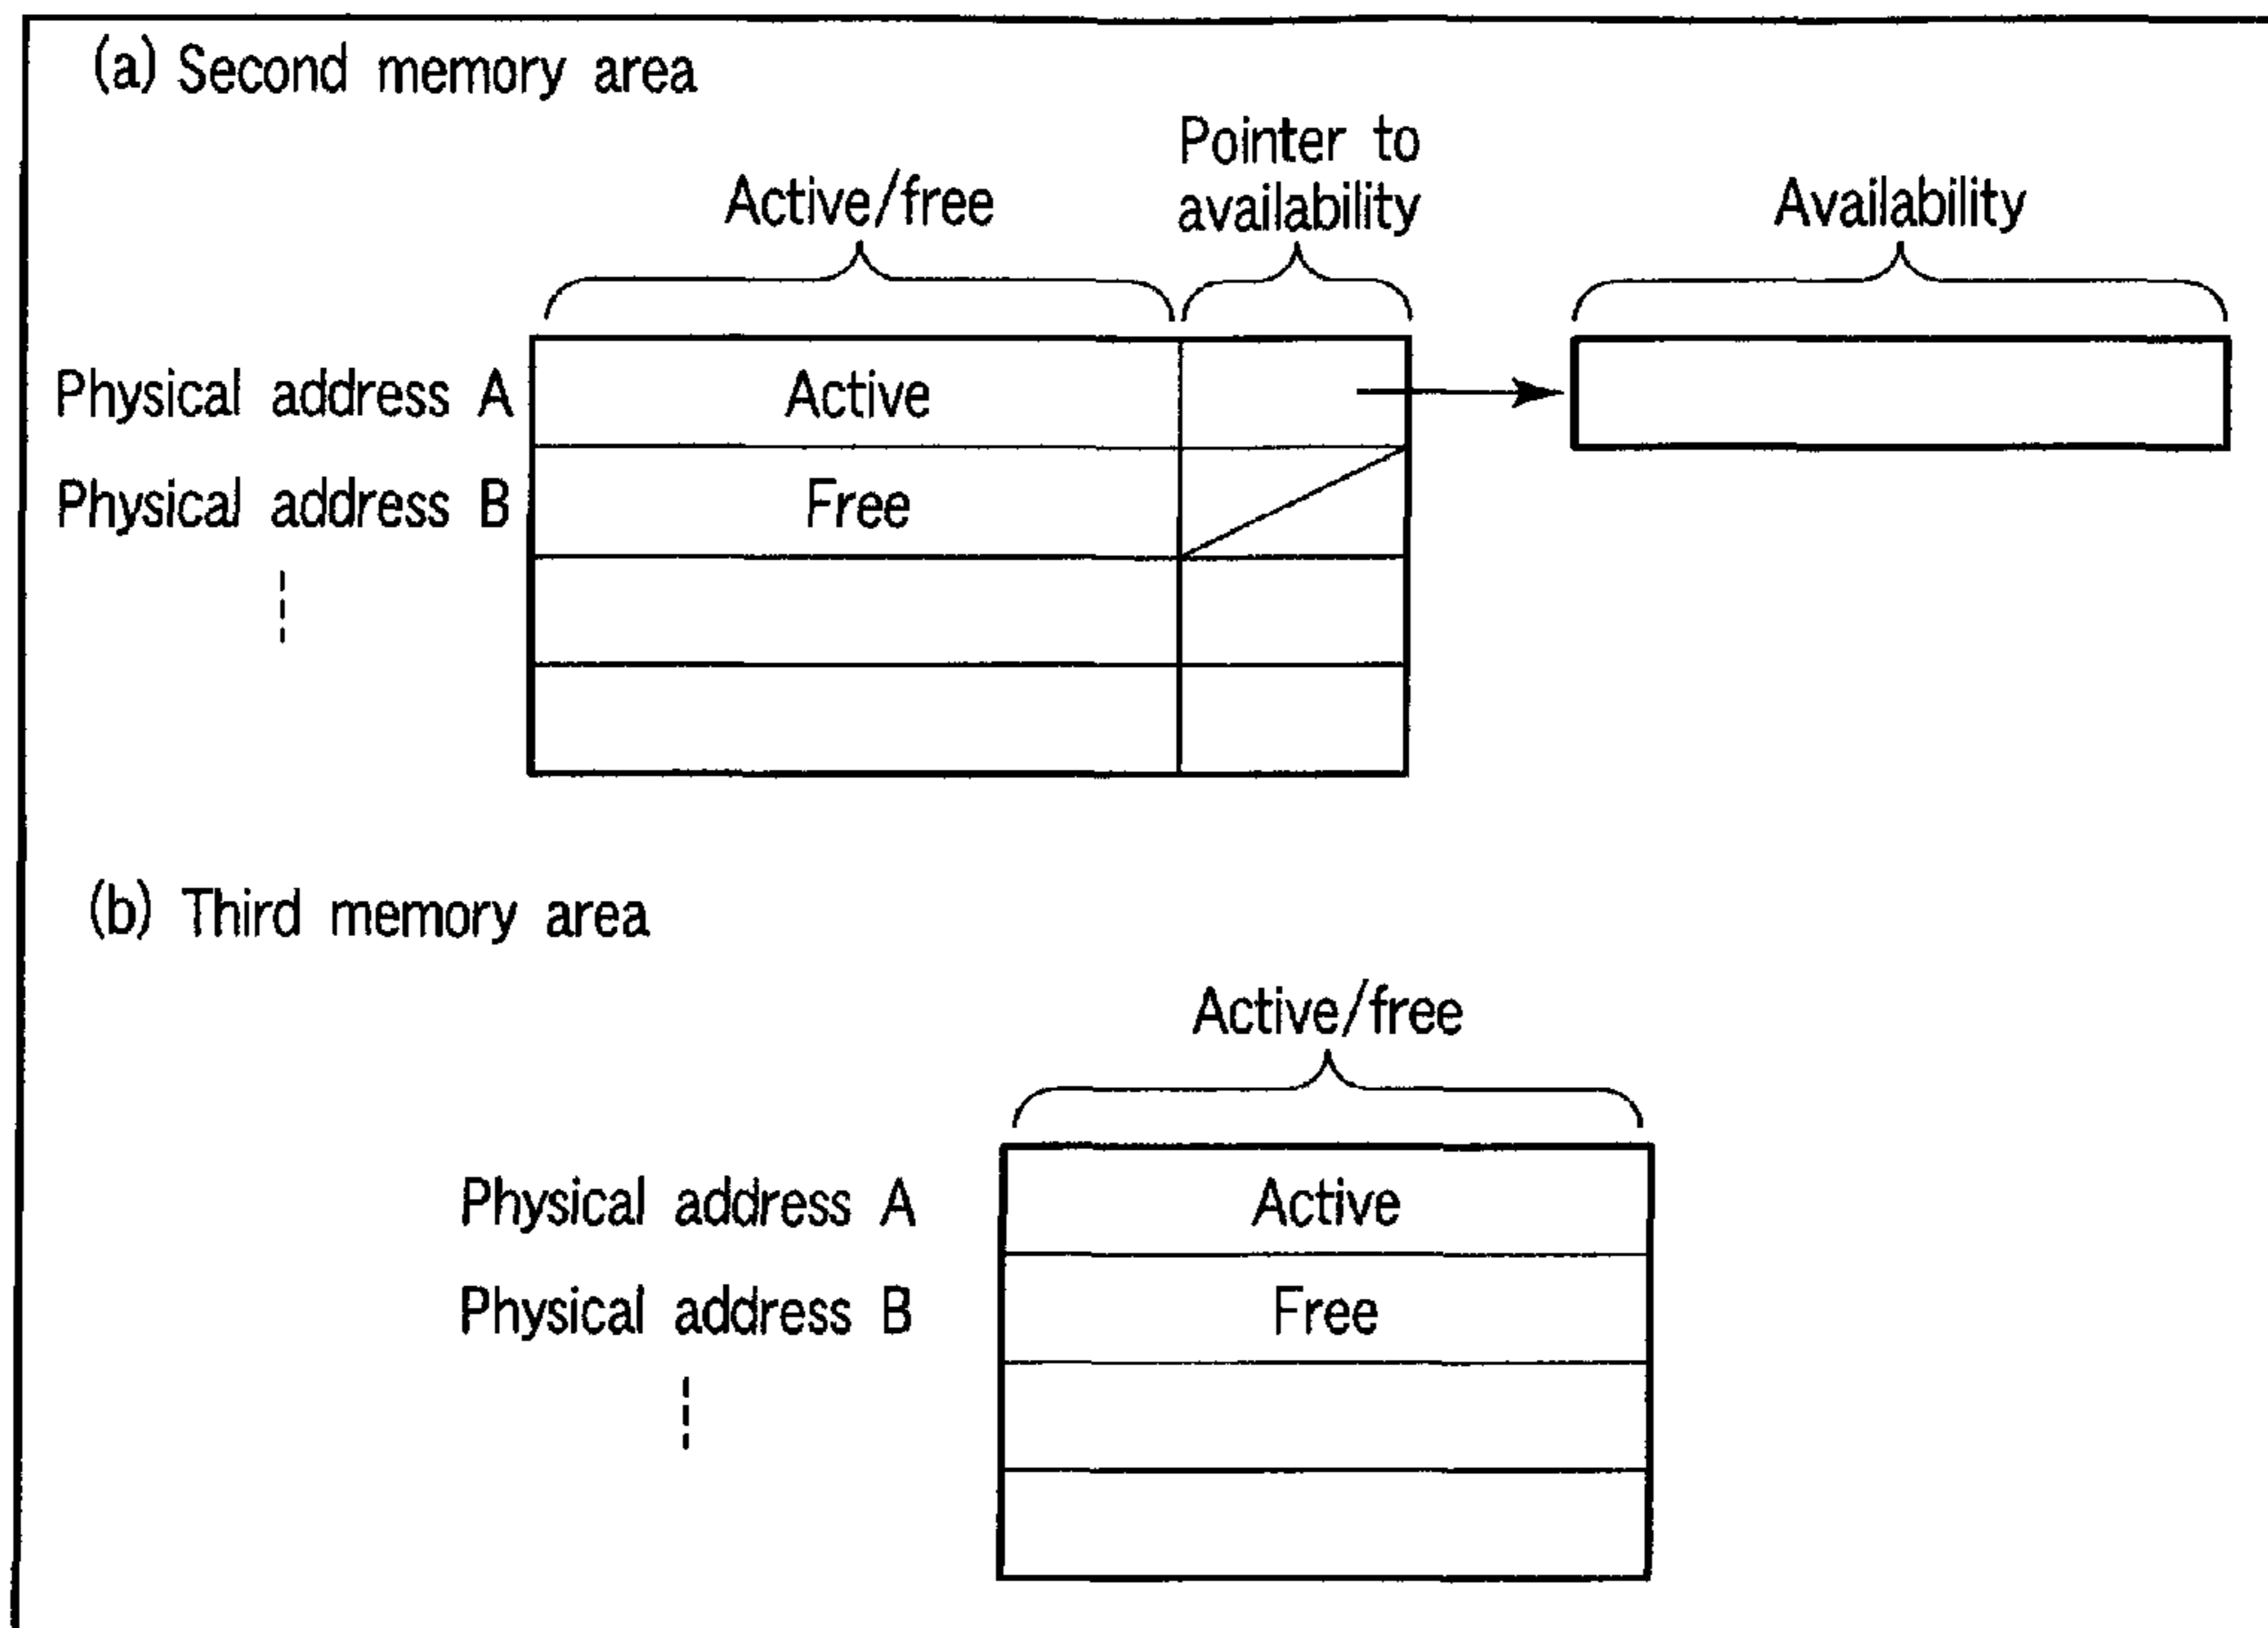 (a) Second memory area
Pointer to
availability
Active/free
Availability
Physical address A
Active
Physical address B
Free
(b) Third memory area
Active/free
Physical address A
Active
Physical address B
Free